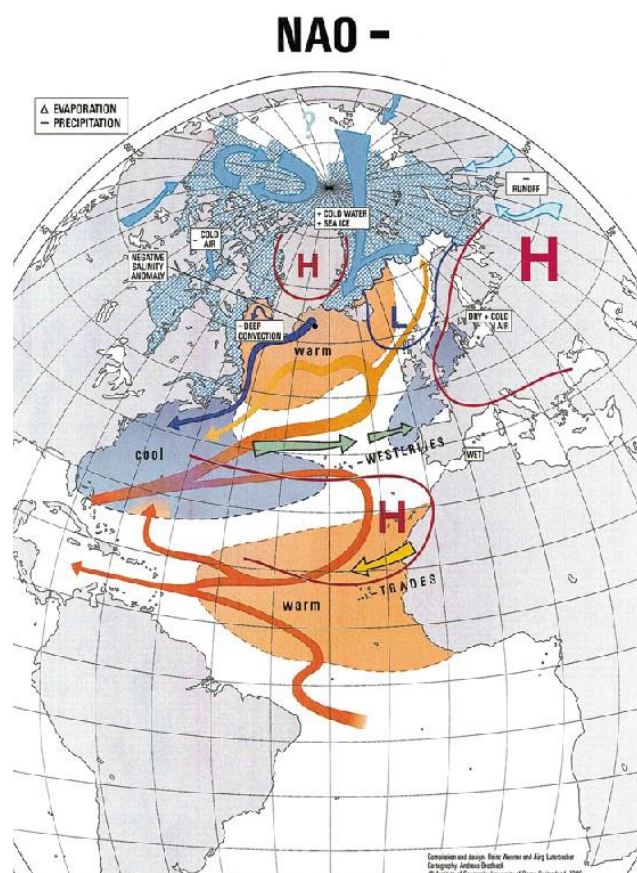 NAO -
△ EVAPORATION
— PRECIPITATION
?
- COLD
AIR
+ COLD WATER
+ SEA ICE
-
RUNOFF
NEGATIVE
SALINITY
ANOMALY
H
H
- DEEP
CONVECTION
L
DRY + COLD
AIR
warm
cool
- WESTERLIES
WET
H
- TRADES
warm
Compilation and design: Heinz Wanner and Jürg Luterbacher
Cartography: Andreas Brodbeck